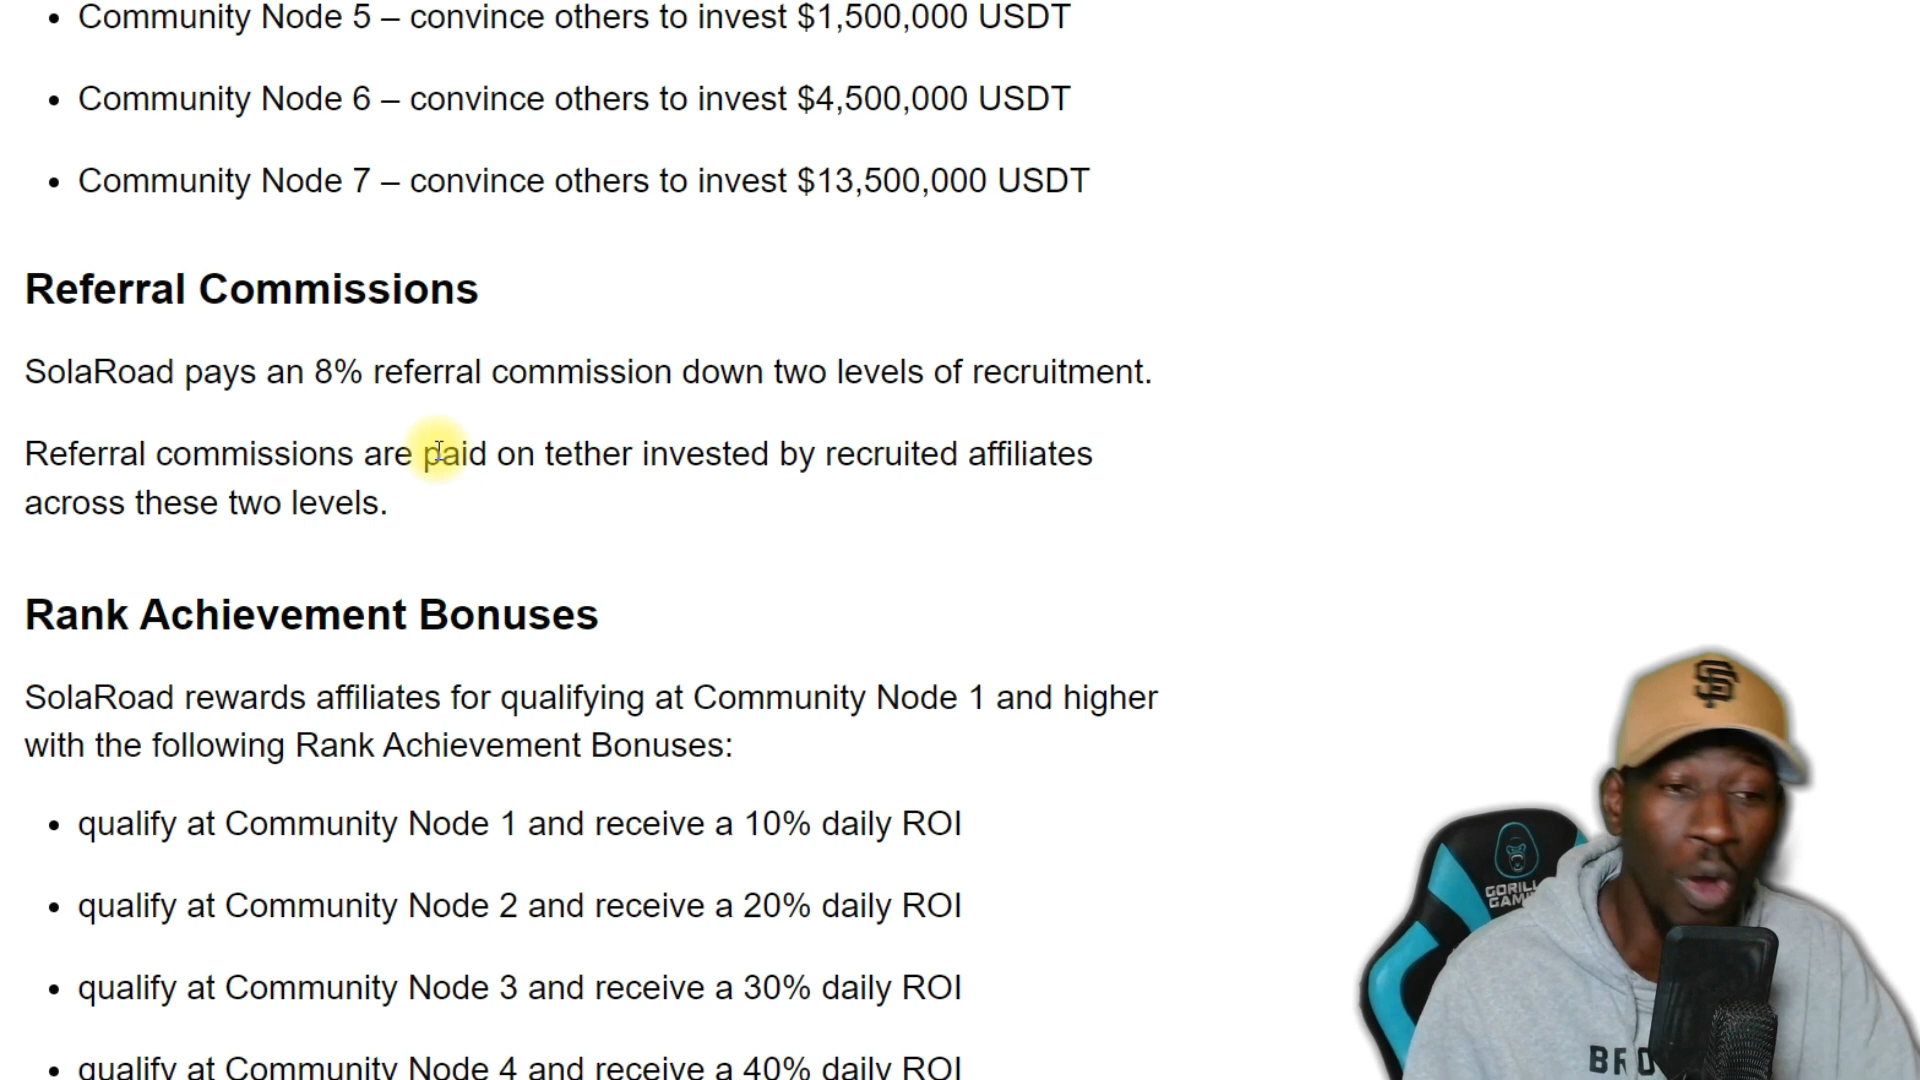 • Community Node 5 – convince others to invest $1,500,000 USDT
• Community Node 6 – convince others to invest $4,500,000 USDT
• Community Node 7 – convince others to invest $13,500,000 USDT
Referral Commissions
SolaRoad pays an 8% referral commission down two levels of recruitment.
Referral commissions are paid on tether invested by recruited affiliates
across these two levels.
Rank Achievement Bonuses
SolaRoad rewards affiliates for qualifying at Community Node 1 and higher
with the following Rank Achievement Bonuses:
• qualify at Community Node 1 and receive a 10% daily ROI
• qualify at Community Node 2 and receive a 20% daily ROI
• qualify at Community Node 3 and receive a 30% daily ROI
• qualify at Community Node 4 and receive a 40% daily ROI
SF